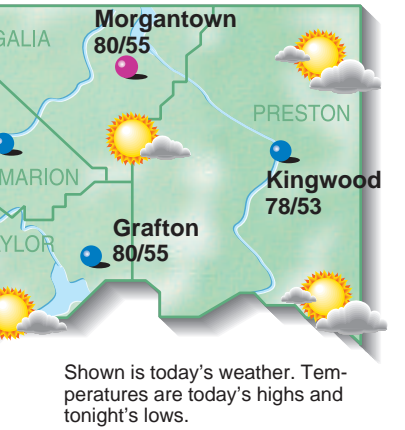 Morgantown
80/55
GALIA
PRESTON
MARION
Kingwood
78/53
Grafton
80/55
YLOR
Shown is today's weather. Tem-
peratures are today's highs and
tonight's lows.